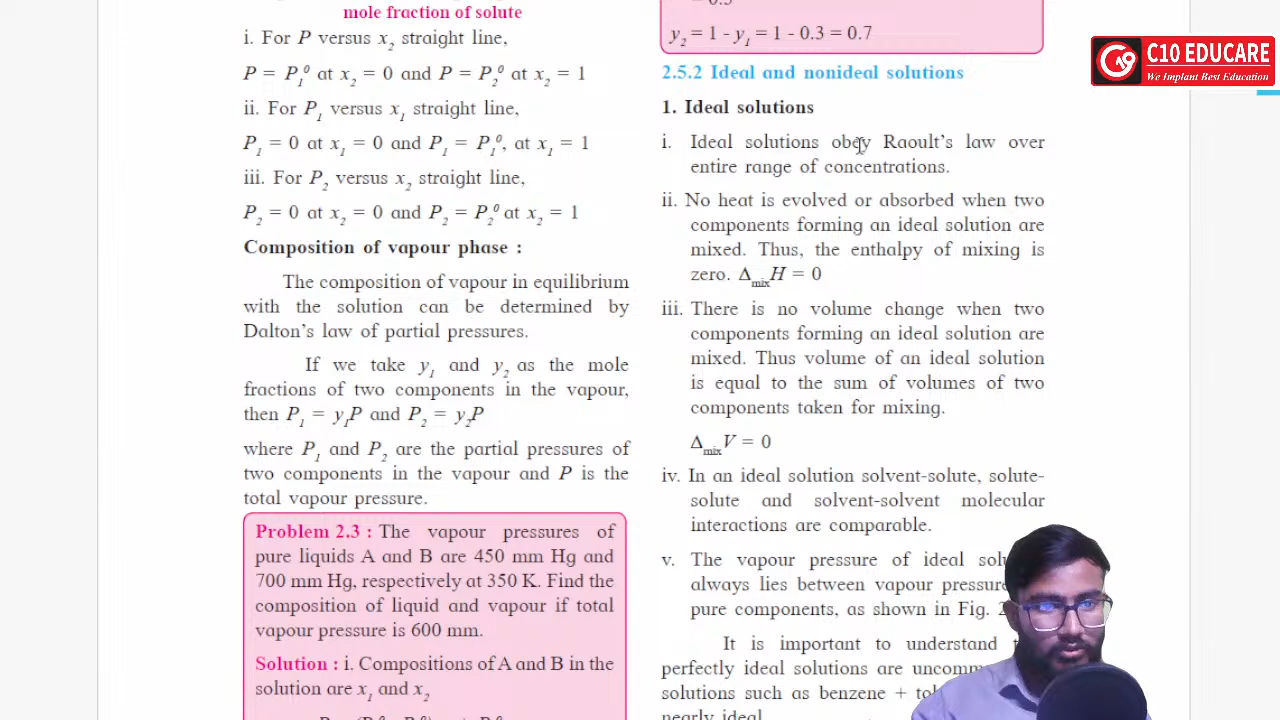 mole fraction of solute
i. For P versus x₂ straight line,
P = P₁⁰ at x₂ = 0 and P = P₂⁰ at x₂ = 1
ii. For P₁ versus x₁ straight line,
P₁ = 0 at x₁ = 0 and P₁ = P₁⁰, at x₁ = 1
iii. For P₂ versus x₂ straight line,
P₂ = 0 at x₂ = 0 and P₂ = P₂⁰ at x₂ = 1
Composition of vapour phase :
The composition of vapour in equilibrium
with the solution can be determined by
Dalton's law of partial pressures.
If we take y₁ and y₂ as the mole
fractions of two components in the vapour,
then P₁ = y₁P and P₂ = y₂P
where P₁ and P₂ are the partial pressures of
two components in the vapour and P is the
total vapour pressure.
Problem 2.3 : The vapour pressures of
pure liquids A and B are 450 mm Hg and
700 mm Hg, respectively at 350 K. Find the
composition of liquid and vapour if total
vapour pressure is 600 mm.
Solution : i. Compositions of A and B in the
solution are x₁ and x₂
y₂ = 1 - y₁ = 1 - 0.3 = 0.7
2.5.2 Ideal and nonideal solutions
1. Ideal solutions
i. Ideal solutions obey Raoult's law over
entire range of concentrations.
ii. No heat is evolved or absorbed when two
components forming an ideal solution are
mixed. Thus, the enthalpy of mixing is
zero. ΔmixH = 0
iii. There is no volume change when two
components forming an ideal solution are
mixed. Thus volume of an ideal solution
is equal to the sum of volumes of two
components taken for mixing.
ΔmixV = 0
iv. In an ideal solution solvent-solute, solute-
solute and solvent-solvent molecular
interactions are comparable.
v. The vapour pressure of ideal
always lies between vapour
pure components, as shown in Fig.
It is important to understand
perfectly ideal solutions are
solutions such as benzene +
nearly ideal.
C10 EDUCARE
We Implant Best Education